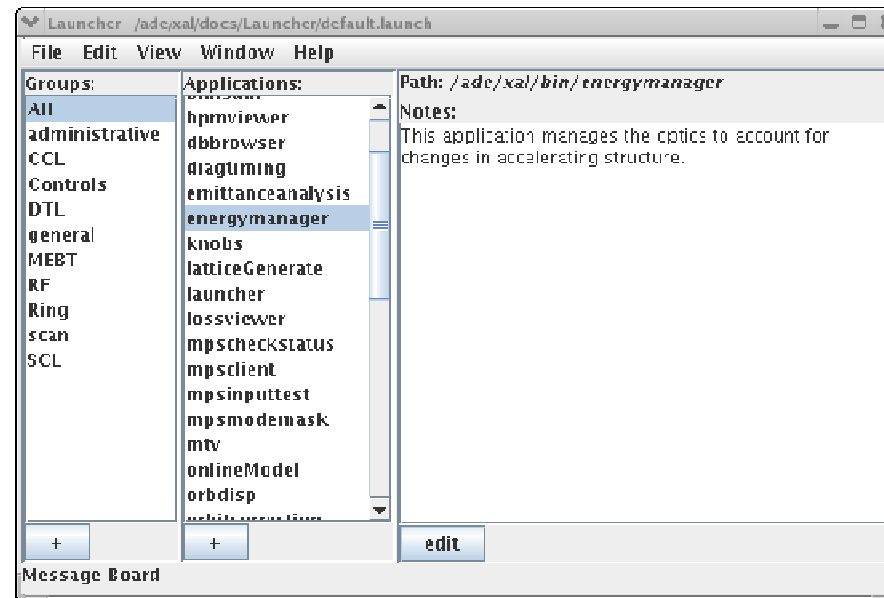 Launcher /ade/xal/docs/Launcher/default.launch
File Edit View Window Help
Groups:
All
administrative
CCL
Controls
DTL
general
MEBT
RF
Ring
scan
SCL
+
Applications:
bpmviewer
dbbrowser
diagtiming
emittanceanalysis
energymanager
knobs
latticeGenerate
launcher
lossviewer
mpscheckstatus
mpsclient
mpsinputtest
mpsmodemask
mtv
onlineModel
orbdisp
+
Path: /ade/xal/bin/energymanager
Notes:
This application manages the optics to account for
changes in accelerating structure.
edit
Message Board